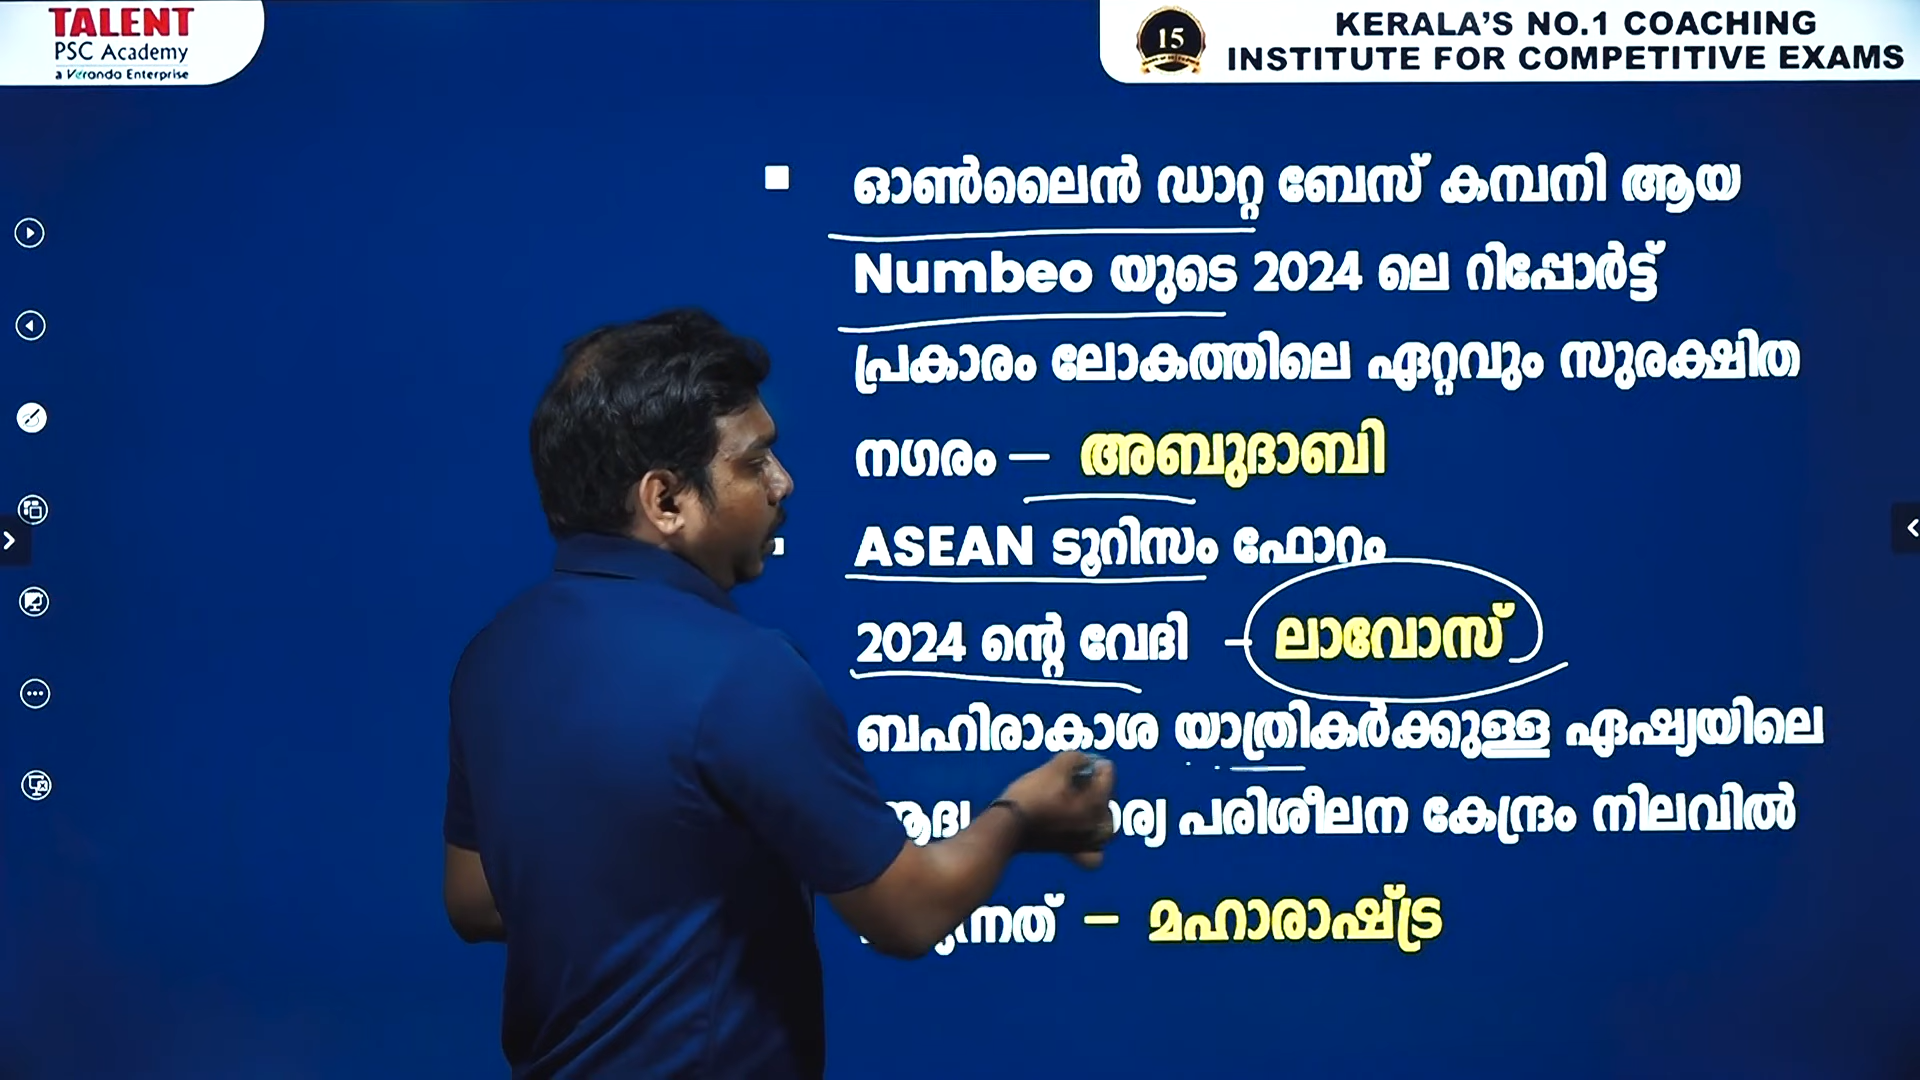 TALENT
PSC Academy
a Veranda Enterprise
15
KERALA'S NO.1 COACHING
INSTITUTE FOR COMPETITIVE EXAMS
ഓൺലൈൻ ഡാറ്റ ബേസ് കമ്പനി ആയ
Numbeo യുടെ 2024 ലെ റിപ്പോർട്ട്
പ്രകാരം ലോകത്തിലെ ഏറ്റവും സുരക്ഷിത
നഗരം – അബുദാബി
ASEAN ടൂറിസം ഫോറം
2024 ന്റെ വേദി - ലാവോസ്
ബഹിരാകാശ യാത്രികർക്കുള്ള ഏഷ്യയിലെ
പരിശീലന കേന്ദ്രം നിലവിൽ
– മഹാരാഷ്ട്ര